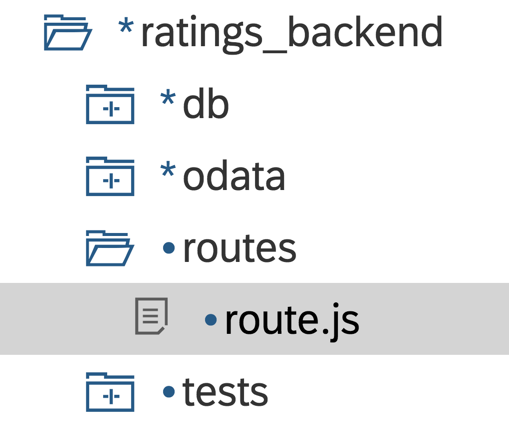 *ratings_backend
*db
*odata
•routes
•route.js
•tests